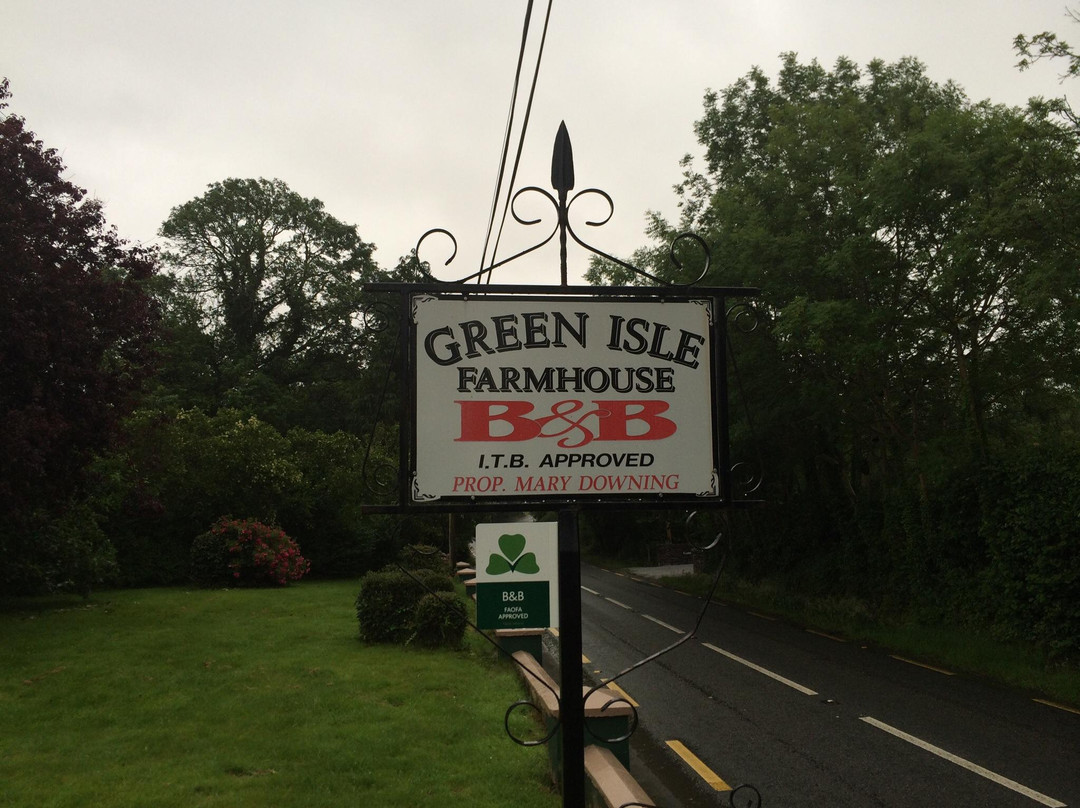 GREEN ISLE
FARMHOUSE
B&B
I.T.B. APPROVED
PROP. MARY DOWNING
B&B
FAOFA
APPROVED